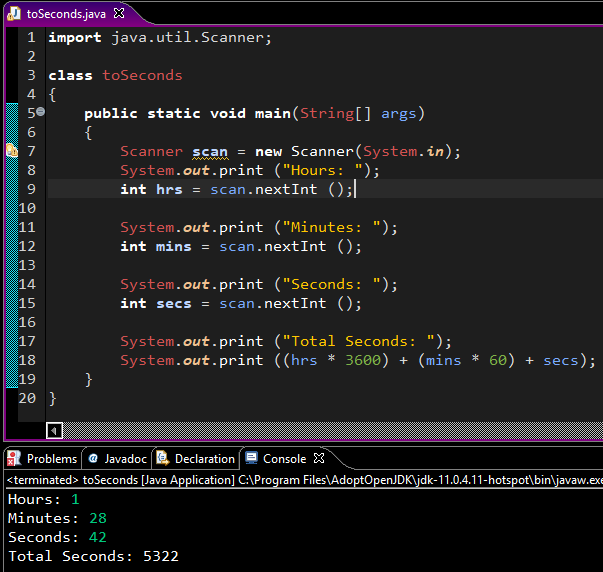 toSeconds.java
1 import java.util.Scanner;
2
3 class toSeconds
4 {
5     public static void main(String[] args)
6     {
7         Scanner scan = new Scanner(System.in);
8         System.out.print ("Hours: ");
9         int hrs = scan.nextInt ();
10
11         System.out.print ("Minutes: ");
12         int mins = scan.nextInt ();
13
14         System.out.print ("Seconds: ");
15         int secs = scan.nextInt ();
16
17         System.out.print ("Total Seconds: ");
18         System.out.print ((hrs * 3600) + (mins * 60) + secs);
19     }
20 }
Problems @ Javadoc Declaration Console
<terminated> toSeconds [Java Application] C:\Program Files\AdoptOpenJDK\jdk-11.0.4.11-hotspot\bin\javaw.exe
Hours: 1
Minutes: 28
Seconds: 42
Total Seconds: 5322